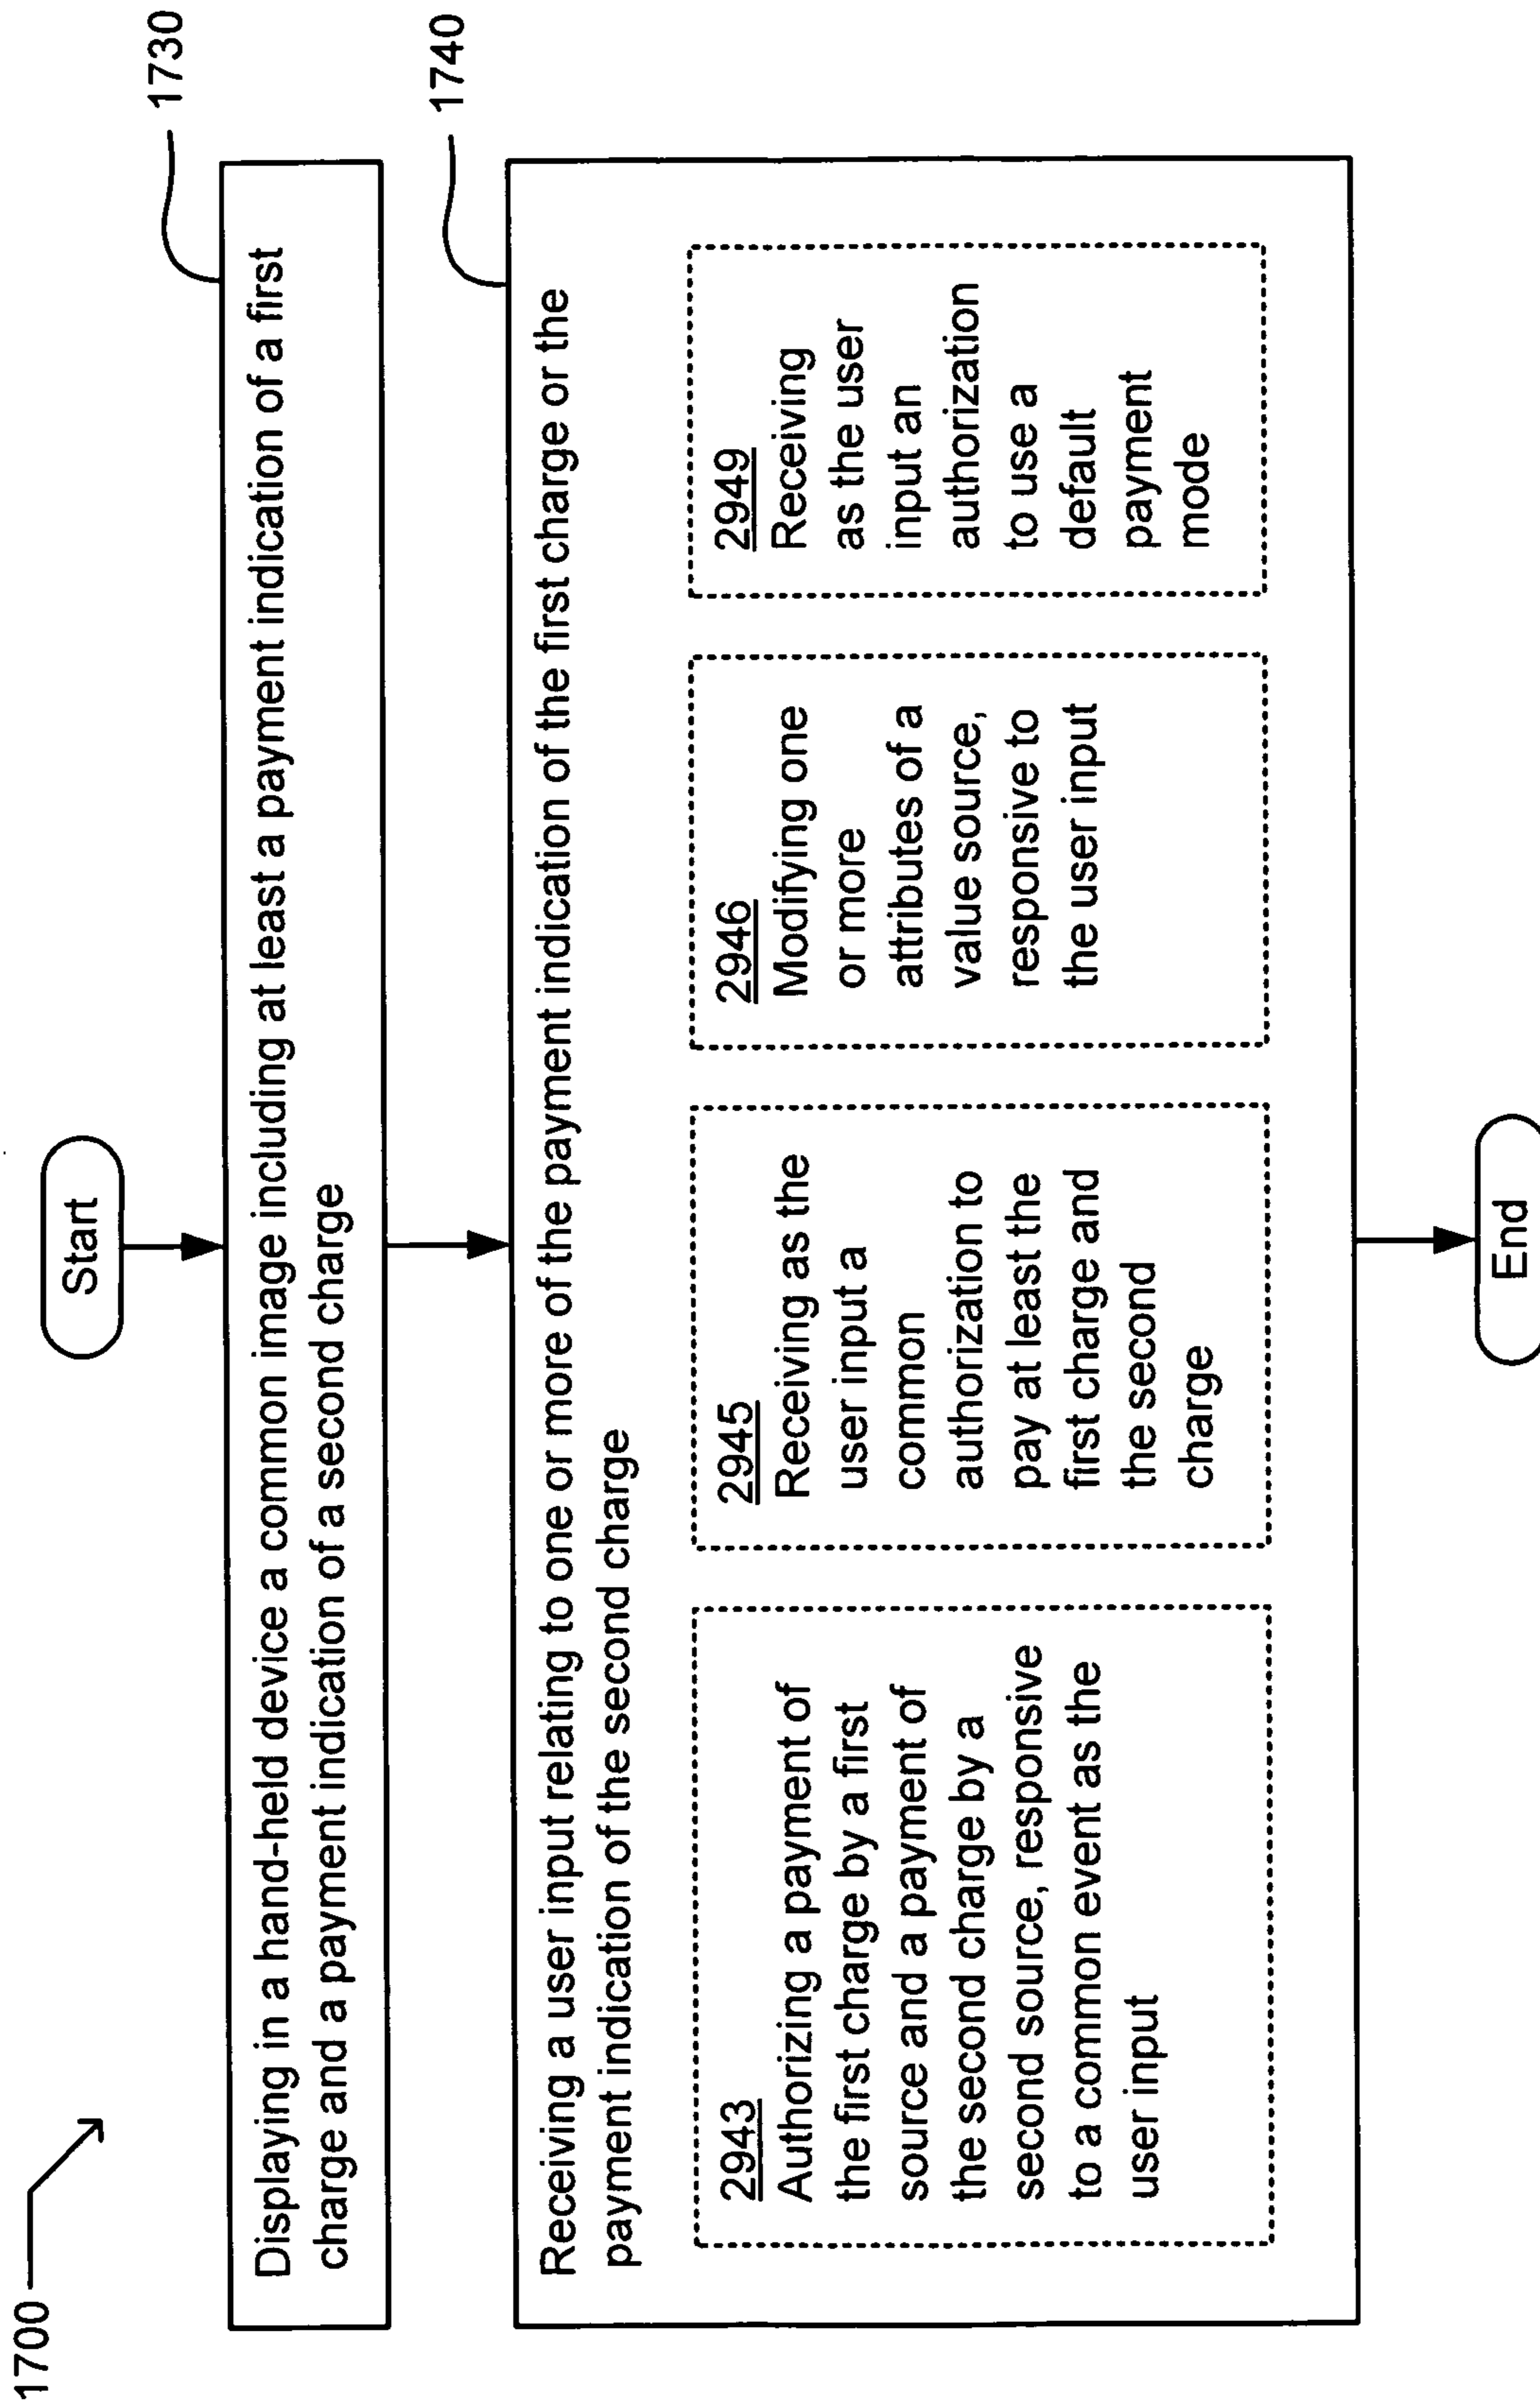 1700
Start
1730
Displaying in a hand-held device a common image including at least a payment indication of a first
charge and a payment indication of a second charge
1740
Receiving a user input relating to one or more of the payment indication of the first charge or the
payment indication of the second charge
2943
Authorizing a payment of
the first charge by a first
source and a payment of
the second charge by a
second source, responsive
to a common event as the
user input
2945
Receiving as the
user input a
common
authorization to
pay at least the
first charge and
the second
charge
2946
Modifying one
or more
attributes of a
value source,
responsive to
the user input
2949
Receiving
as the user
input an
authorization
to use a
default
payment
mode
End